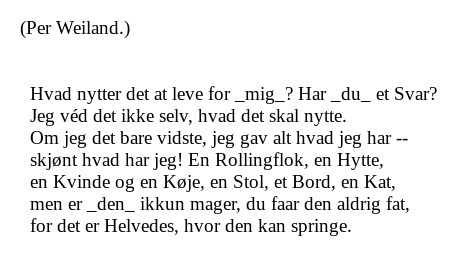 (Per Weiland.)
Hvad nytter det at leve for _mig_? Har _du_ et Svar?
Jeg véd det ikke selv, hvad det skal nytte.
Om jeg det bare vidste, jeg gav alt hvad jeg har --
skjønt hvad har jeg! En Rollingflok, en Hytte,
en Kvinde og en Køje, en Stol, et Bord, en Kat,
men er _den_ ikkun mager, du faar den aldrig fat,
for det er Helvedes, hvor den kan springe.